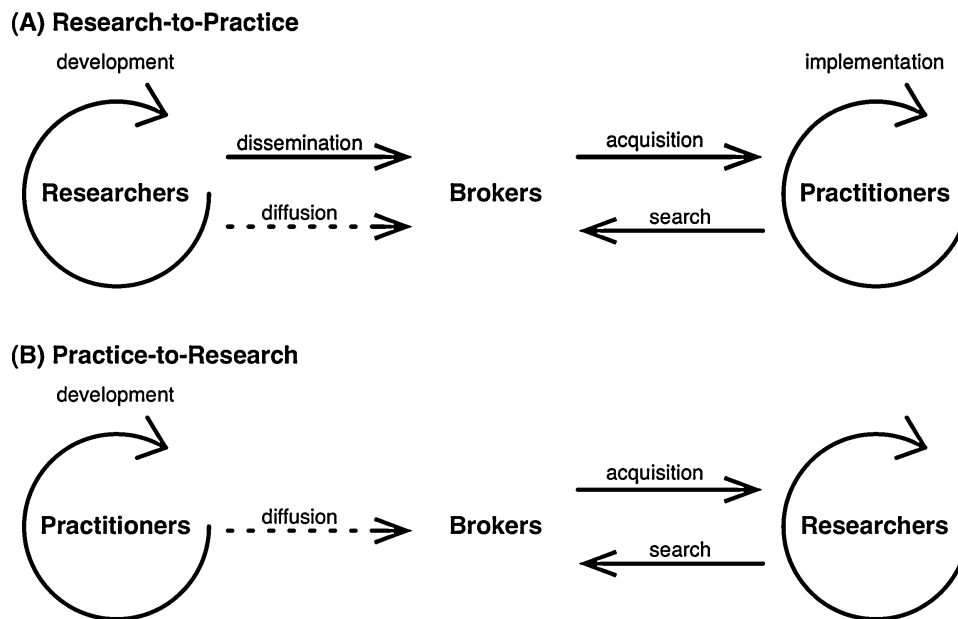 (A) Research-to-Practice
development
implementation
dissemination
acquisition
Researchers
Brokers
Practitioners
diffusion
search
(B) Practice-to-Research
development
acquisition
Practitioners
diffusion
Brokers
Researchers
search